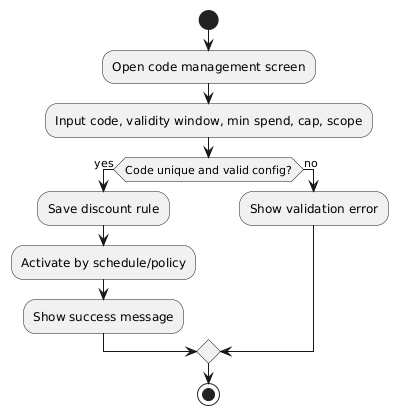 Open code management screen
Input code, validity window, min spend, cap, scope
yes
Code unique and valid config?
no
Save discount rule
Show validation error
Activate by schedule/policy
Show success message